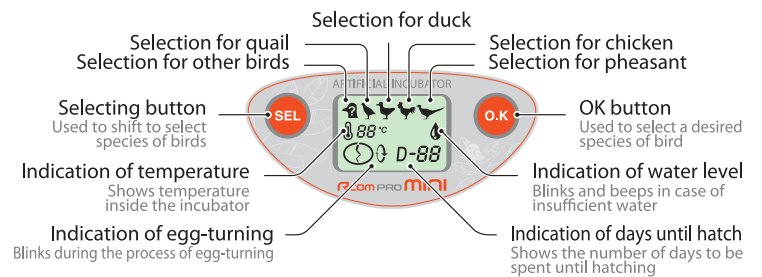 Selection for duck
Selection for quail
Selection for chicken
Selection for other birds
Selection for pheasant
ARTIFICIAL INCUBATOR
Selecting button
Used to shift to select
species of birds
SEL
O.K
OK button
Used to select a desired
species of bird
88 °C
D-88
Indication of temperature
Shows temperature
inside the incubator
Indication of water level
Blinks and beeps in case of
insufficient water
Rcom PRO MINI
Indication of egg-turning
Blinks during the process of egg-turning
Indication of days until hatch
Shows the number of days to be
spent until hatching